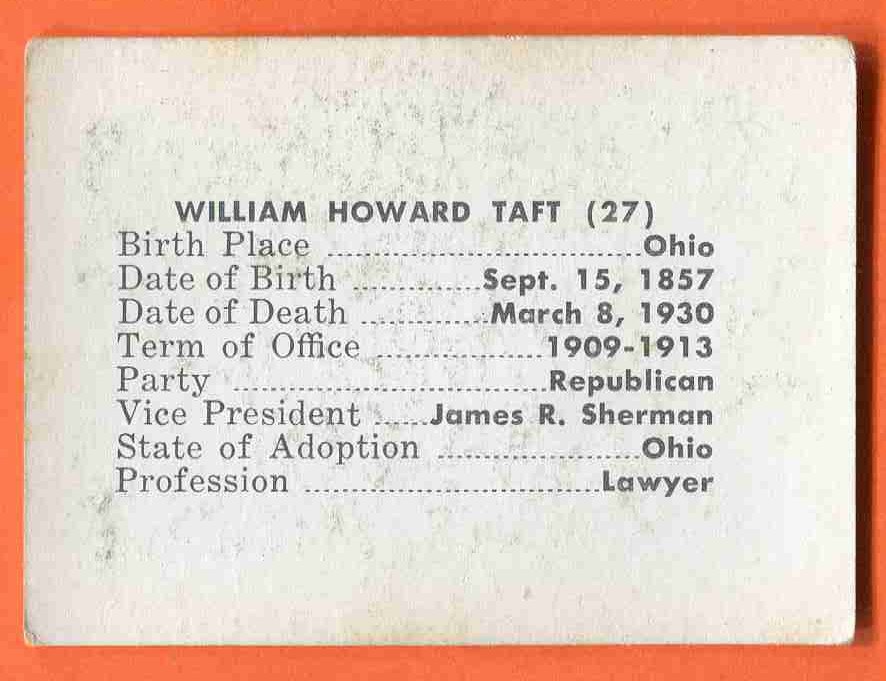 WILLIAM HOWARD TAFT (27)
Birth Place ........................................Ohio
Date of Birth ................Sept. 15, 1857
Date of Death ................March 8, 1930
Term of Office .....................1909-1913
Party ........................................Republican
Vice President .......James R. Sherman
State of Adoption .........................Ohio
Profession ......................................Lawyer